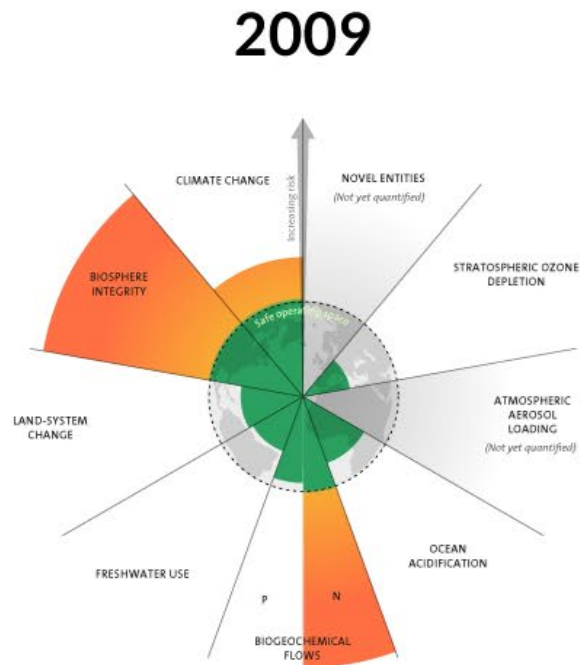 2009
CLIMATE CHANGE
NOVEL ENTITIES
(Not yet quantified)
Increasing risk
STRATOSPHERIC OZONE
DEPLETION
BIOSPHERE
INTEGRITY
Safe operating space
ATMOSPHERIC
AEROSOL
LOADING
(Not yet quantified)
LAND-SYSTEM
CHANGE
OCEAN
ACIDIFICATION
FRESHWATER USE
P
N
BIOGEOCHEMICAL
FLOWS